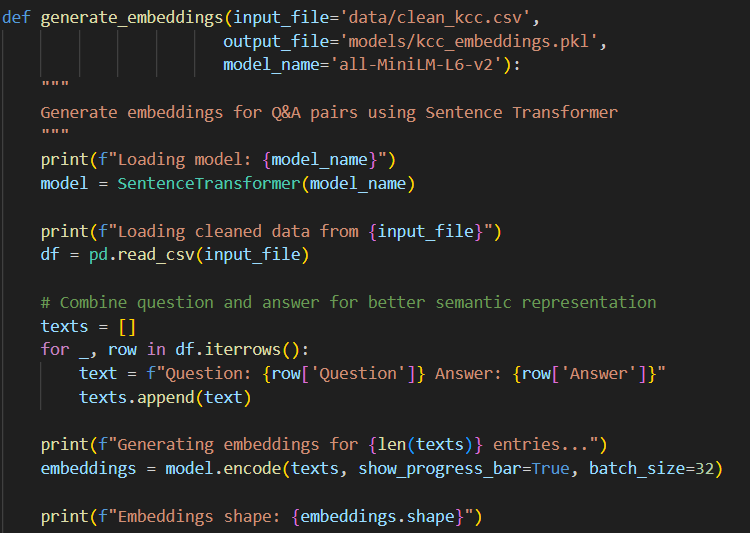 def generate_embeddings(input_file='data/clean_kcc.csv',
                        output_file='models/kcc_embeddings.pkl',
                        model_name='all-MiniLM-L6-v2'):
    """
    Generate embeddings for Q&A pairs using Sentence Transformer
    """
    print(f"Loading model: {model_name}")
    model = SentenceTransformer(model_name)

    print(f"Loading cleaned data from {input_file}")
    df = pd.read_csv(input_file)

    # Combine question and answer for better semantic representation
    texts = []
    for _, row in df.iterrows():
        text = f"Question: {row['Question']} Answer: {row['Answer']}"
        texts.append(text)

    print(f"Generating embeddings for {len(texts)} entries...")
    embeddings = model.encode(texts, show_progress_bar=True, batch_size=32)

    print(f"Embeddings shape: {embeddings.shape}")